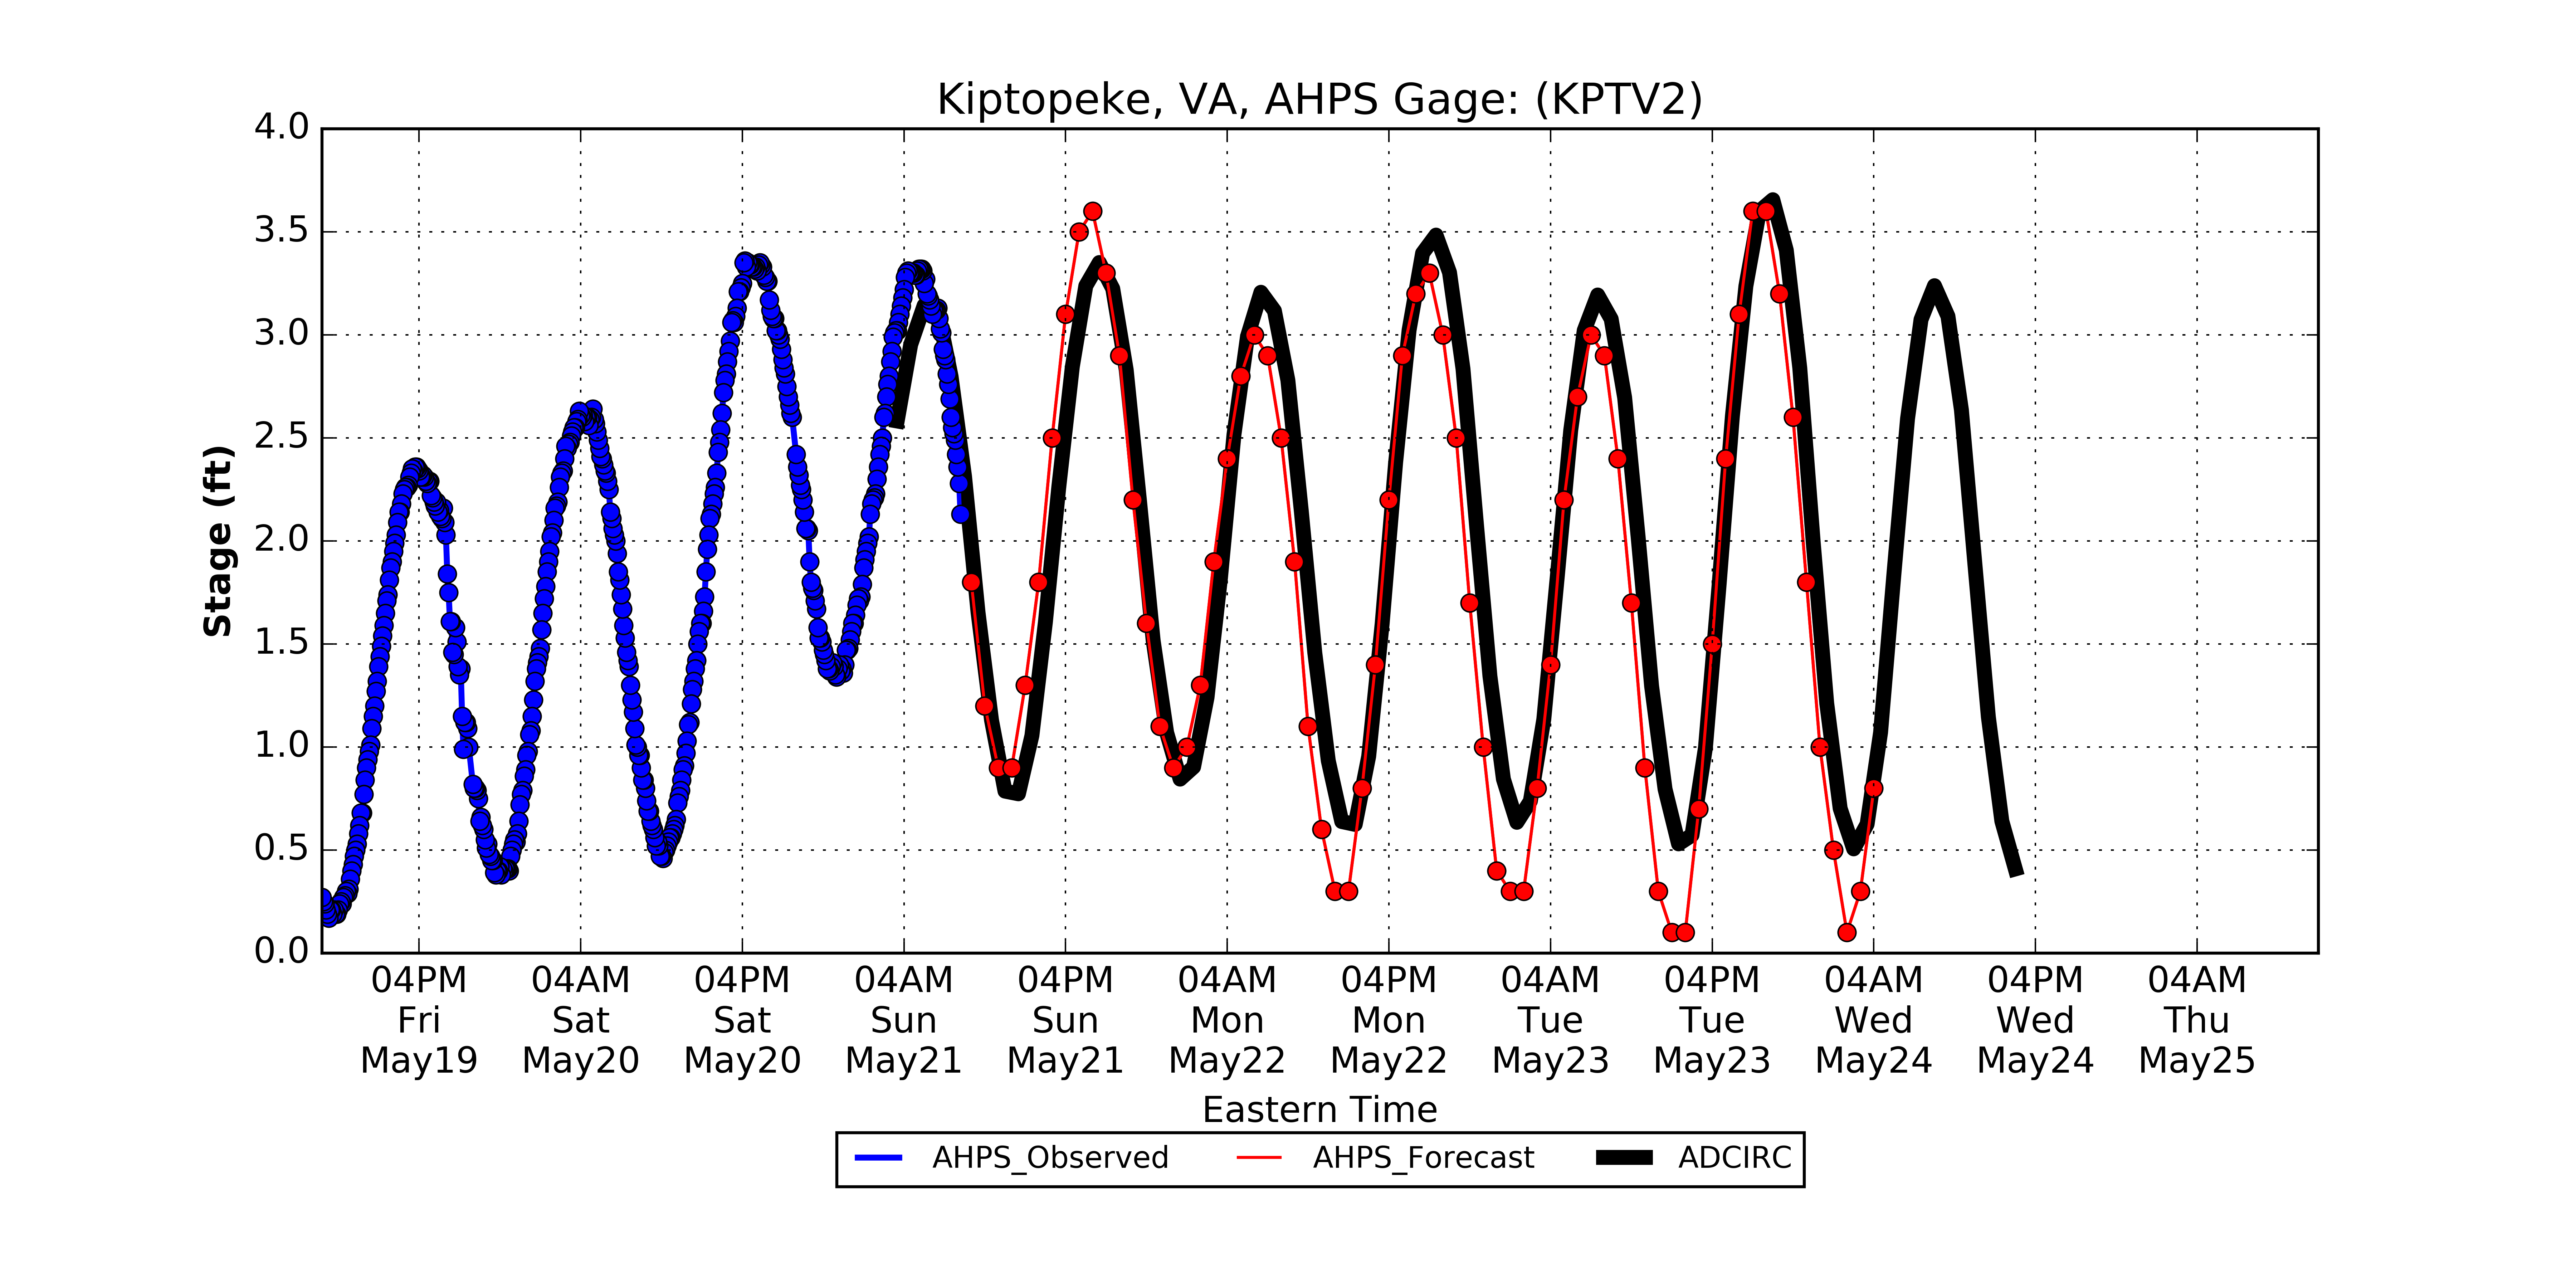 Kiptopeke, VA, AHPS Gage: (KPTV2)
4.0
3.5
3.0
2.5
2.0
1.5
1.0
0.5
0.0
Stage (ft)
04PM 04AM 04PM 04AM 04PM 04AM 04PM 04AM 04PM 04AM 04PM 04AM
Fri Sat Sat Sun Sun Mon Mon Tue Tue Wed Wed Thu
May19 May20 May20 May21 May21 May22 May22 May23 May23 May24 May24 May25
Eastern Time
AHPS_Observed AHPS_Forecast ADCIRC